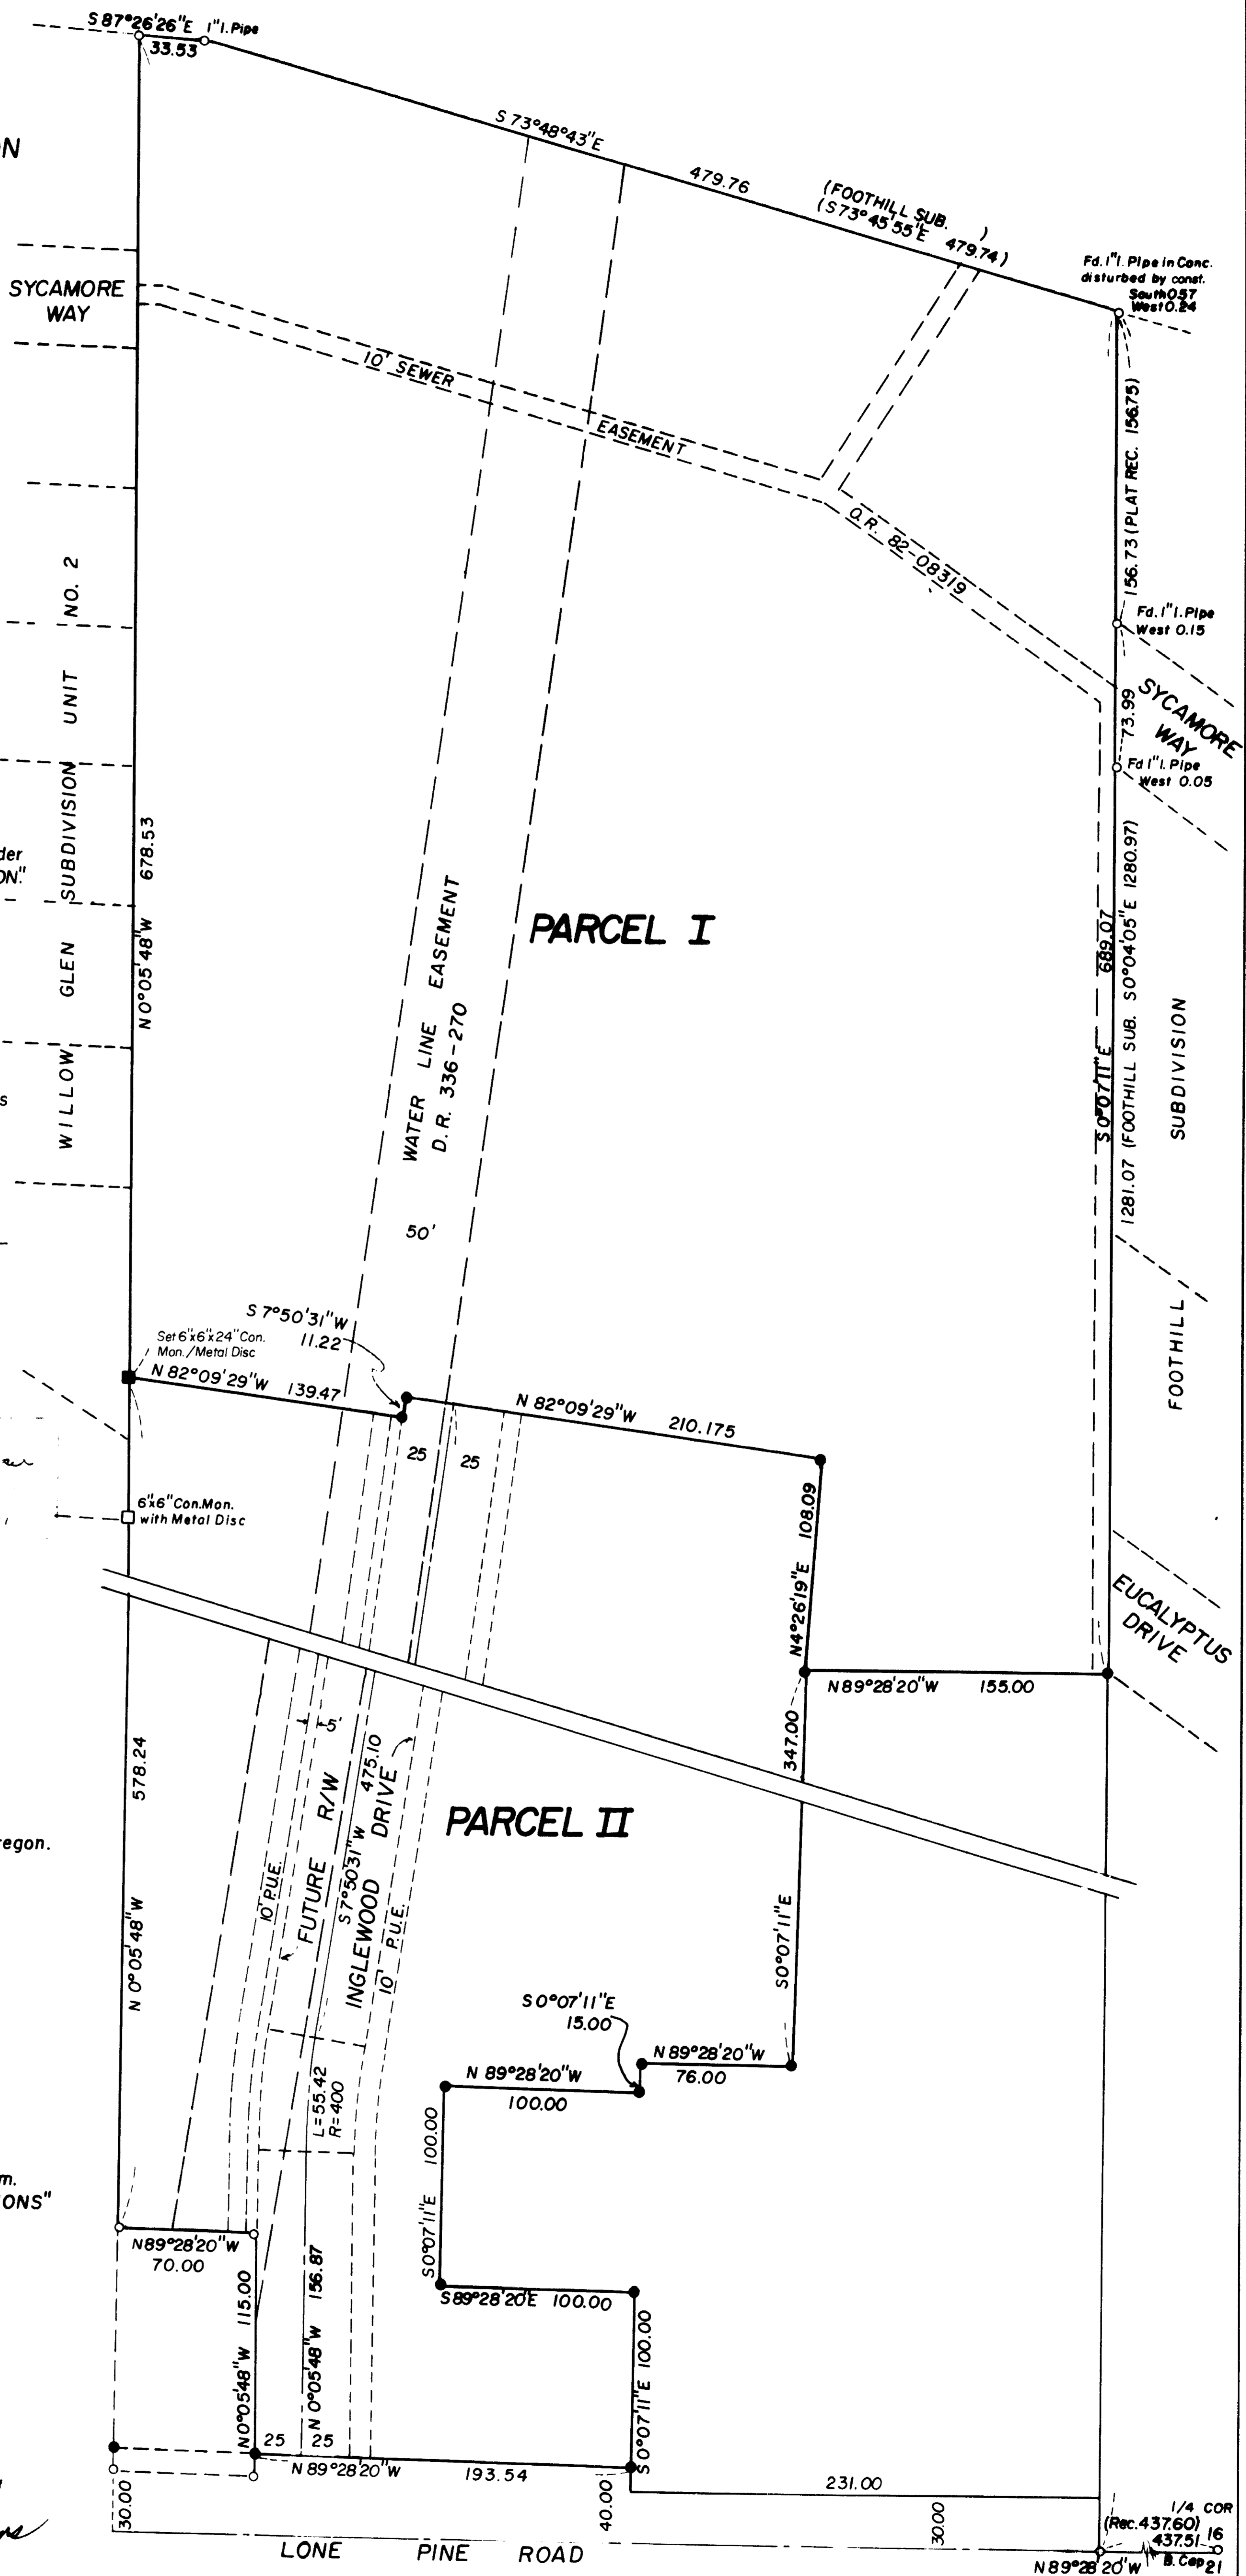 S 87°26'26"E 1"I. Pipe
33.53
ON
S 73°48'43"E
479.76
(FOOTHILL SUB. )
(S73°45'55"E 479.74)
Fd. 1"I. Pipe in Conc.
disturbed by const.
South 0.57
West 0.24
SYCAMORE
WAY
10' SEWER
EASEMENT
O.R. 82-08319
156.73 (PLAT REC. 156.75)
Fd. 1"I. Pipe
West 0.15
SYCAMORE
WAY
73.99
Fd 1"I. Pipe
West 0.05
WILLOW GLEN SUBDIVISION UNIT NO. 2
N 0°05'48"W 678.53
der
ON."
s
PARCEL I
WATER LINE EASEMENT
D. R. 336-270
50'
S0°07'11"E 689.07
1281.07 (FOOTHILL SUB. S0°04'05"E 1280.97)
FOOTHILL SUBDIVISION
S 7°50'31"W
11.22
Set 6"x6"x24" Con.
Mon./Metal Disc
N 82°09'29"W 139.47
N 82°09'29"W 210.175
25 25
6"x6" Con.Mon.
with Metal Disc
N4°26'19"E 108.09
EUCALYPTUS
DRIVE
N89°28'20"W 155.00
347.00
S0°07'11"E
5'
578.24
N 0°05'48"W
PARCEL II
10' P.U.E.
FUTURE R/W
S 7°50'31"W 475.10
INGLEWOOD DRIVE
10' P.U.E.
regon.
S0°07'11"E
15.00
N 89°28'20"W
76.00
N 89°28'20"W
100.00
L=55.42
R=400
S0°07'11"E 100.00
m.
IONS"
N89°28'20"W
70.00
S89°28'20"E 100.00
N0°05'48"W 115.00
N 0°05'48"W 156.87
S0°07'11"E 100.00
25 25
N 89°28'20"W
193.54
231.00
30.00
40.00
30.00
1/4 COR
(Rec.437.60) 16
437.51
B. Cap 21
N89°28'20"W
LONE PINE ROAD